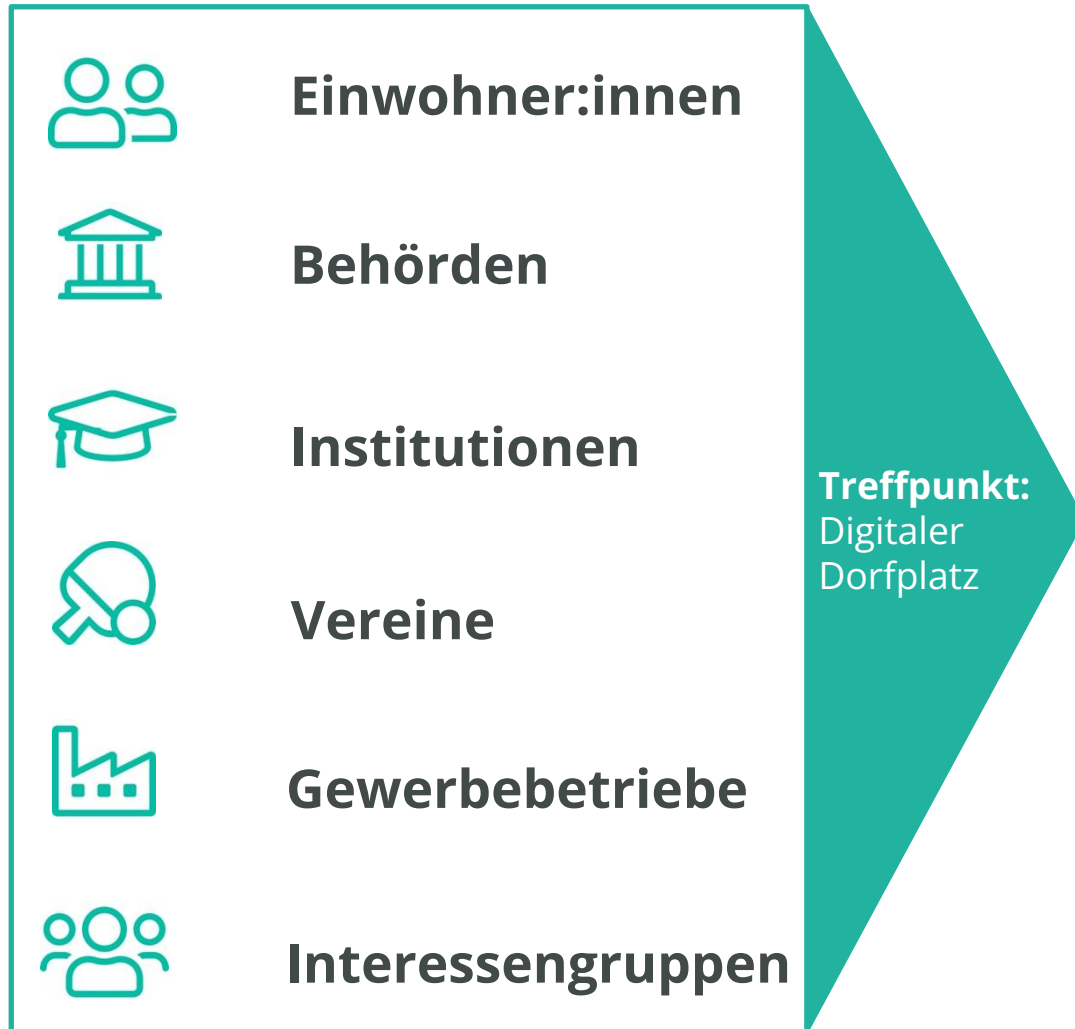 Einwohner:innen
Behörden
Institutionen
Vereine
Gewerbebetriebe
Interessengruppen
Treffpunkt:
Digitaler
Dorfplatz